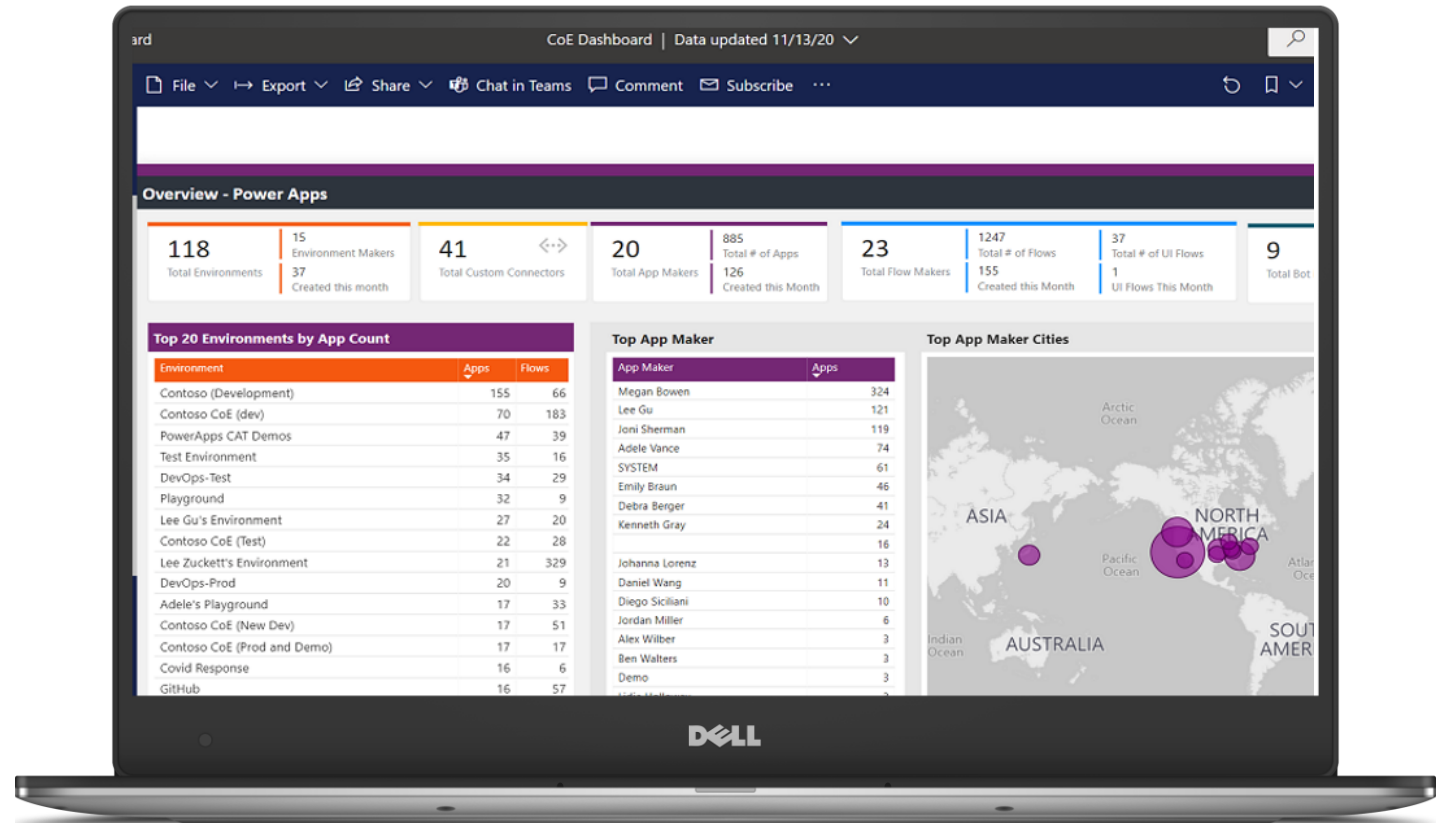 ard
CoE Dashboard | Data updated 11/13/20
File Export Share Chat in Teams Comment Subscribe ...
Overview - Power Apps
118
Total Environments
15
Environment Makers
37
Created this month
41
Total Custom Connectors
20
Total App Makers
885
Total # of Apps
126
Created this Month
23
Total Flow Makers
1247
Total # of Flows
155
Created this Month
37
Total # of UI Flows
1
UI Flows This Month
9
Total Bot
Top 20 Environments by App Count
Environment Apps Flows
Contoso (Development) 155 66
Contoso CoE (dev) 70 183
PowerApps CAT Demos 47 39
Test Environment 35 16
DevOps-Test 34 29
Playground 32 9
Lee Gu's Environment 27 20
Contoso CoE (Test) 22 28
Lee Zuckett's Environment 21 329
DevOps-Prod 20 9
Adele's Playground 17 33
Contoso CoE (New Dev) 17 51
Contoso CoE (Prod and Demo) 17 17
Covid Response 16 6
GitHub 16 57
Top App Maker
App Maker Apps
Megan Bowen 324
Lee Gu 121
Joni Sherman 119
Adele Vance 74
SYSTEM 61
Emily Braun 46
Debra Berger 41
Kenneth Gray 24
16
Johanna Lorenz 13
Daniel Wang 11
Diego Siciliani 10
Jordan Miller 6
Alex Wilber 3
Ben Walters 3
Demo 3
Top App Maker Cities
Arctic
Ocean
ASIA
NORTH
AMERICA
Pacific
Ocean
Atlan
Oce
Indian
Ocean
AUSTRALIA
SOUT
AMER
DELL